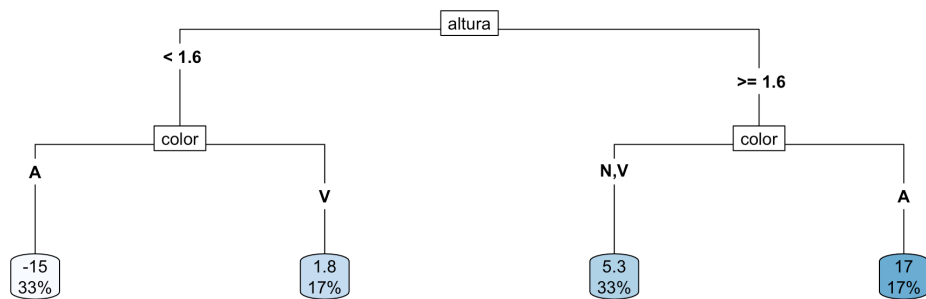 altura
< 1.6
>= 1.6
color
color
A
V
N,V
A
-15
33%
1.8
17%
5.3
33%
17
17%